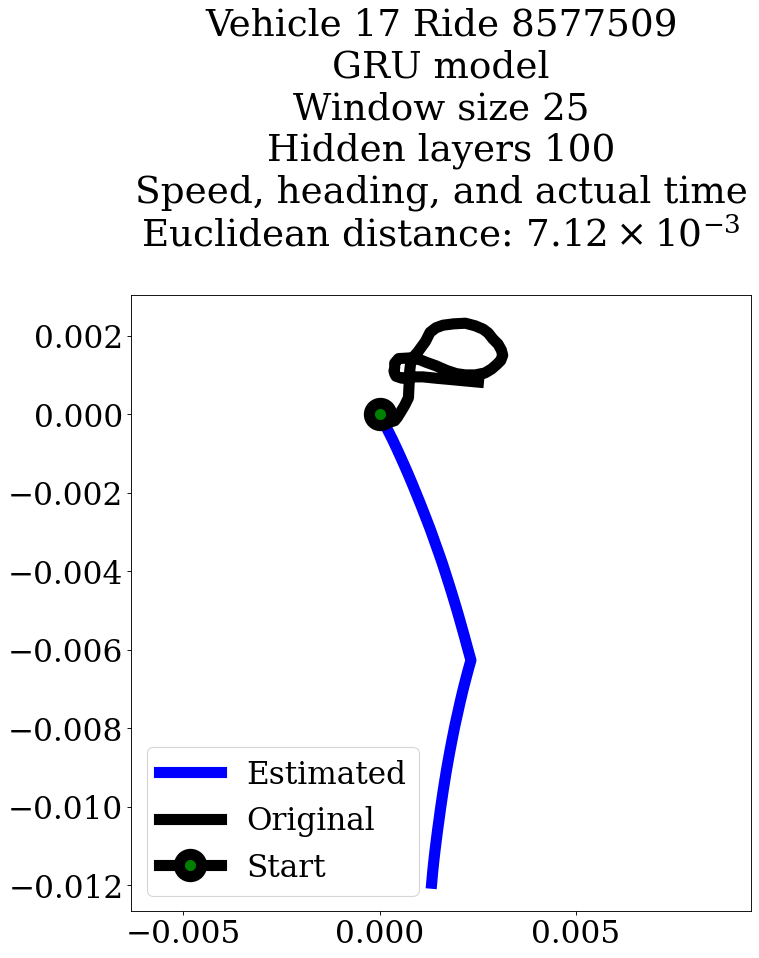 Vehicle 17 Ride 8577509
GRU model
Window size 25
Hidden layers 100
Speed, heading, and actual time
Euclidean distance: 7.12 × 10⁻³
0.002
0.000
−0.002
−0.004
−0.006
−0.008
−0.010
−0.012
Estimated
Original
Start
−0.005
0.000
0.005